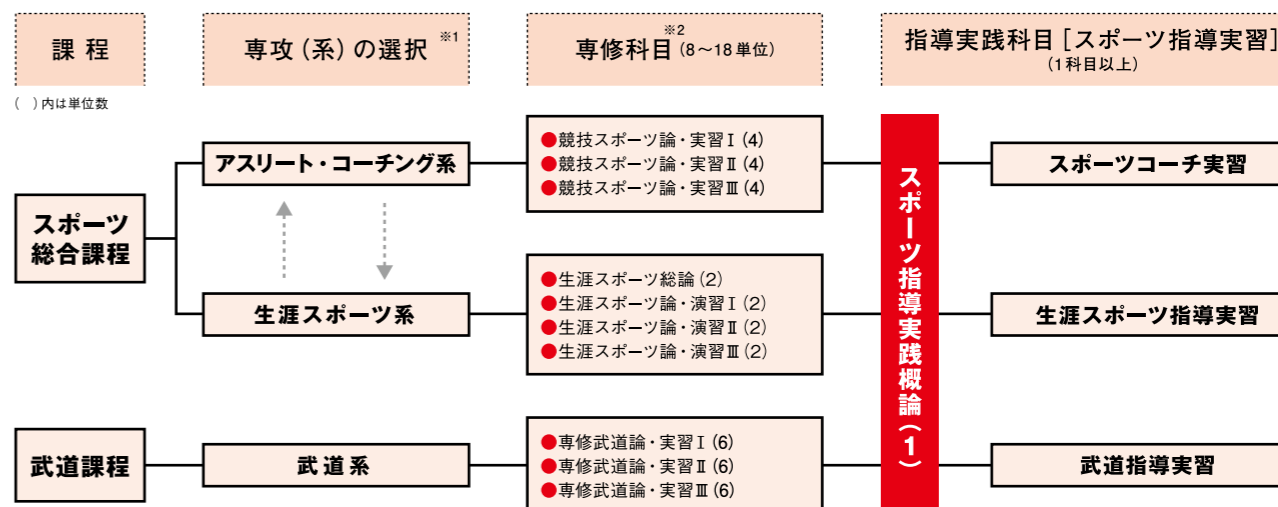 課程
専攻(系)の選択 ※1
※2
専修科目(8～18単位)
指導実践科目[スポーツ指導実習]
(1科目以上)
( )内は単位数
スポーツ
総合課程
アスリート・コーチング系
●競技スポーツ論・実習Ⅰ(4)
●競技スポーツ論・実習Ⅱ(4)
●競技スポーツ論・実習Ⅲ(4)
スポーツ指導実践概論(1)
スポーツコーチ実習
生涯スポーツ系
●生涯スポーツ総論(2)
●生涯スポーツ論・演習Ⅰ(2)
●生涯スポーツ論・演習Ⅱ(2)
●生涯スポーツ論・演習Ⅲ(2)
生涯スポーツ指導実習
武道課程
武道系
●専修武道論・実習Ⅰ(6)
●専修武道論・実習Ⅱ(6)
●専修武道論・実習Ⅲ(6)
武道指導実習